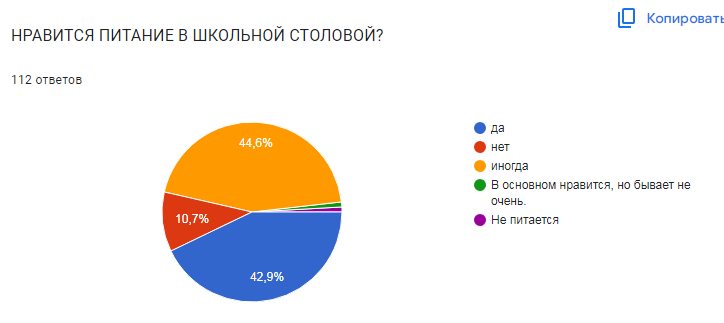 Копировать
НРАВИТСЯ ПИТАНИЕ В ШКОЛЬНОЙ СТОЛОВОЙ?
112 ответов
44,6%
10,7%
42,9%
да
нет
иногда
В основном нравится, но бывает не
очень.
Не питается